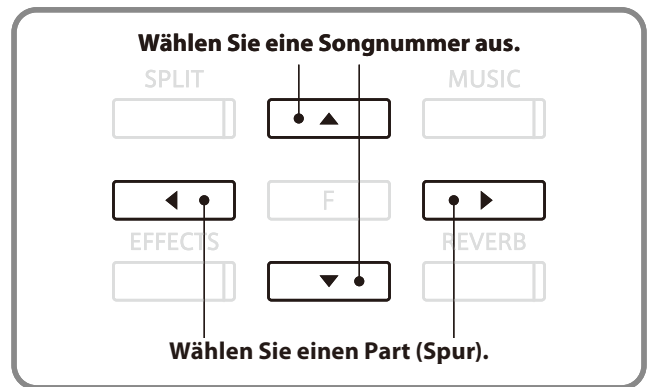 Wählen Sie eine Songnummer aus.
SPLIT MUSIC
F
EFFECTS REVERB
Wählen Sie einen Part (Spur).